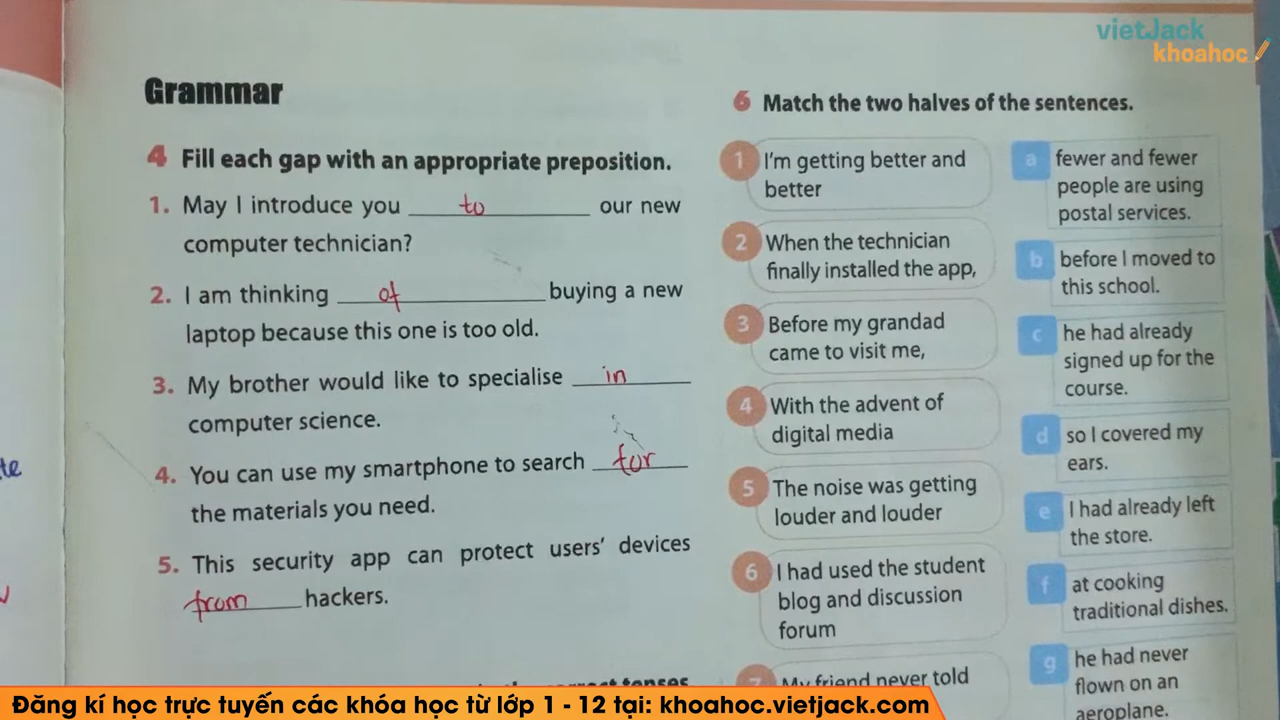 vietJack
khoahoc
Grammar
4 Fill each gap with an appropriate preposition.
1. May I introduce you to our new
computer technician?
2. I am thinking of buying a new
laptop because this one is too old.
3. My brother would like to specialise in
computer science.
4. You can use my smartphone to search for
the materials you need.
5. This security app can protect users' devices
from hackers.
6 Match the two halves of the sentences.
1 I'm getting better and
better
2 When the technician
finally installed the app,
3 Before my grandad
came to visit me,
4 With the advent of
digital media
5 The noise was getting
louder and louder
6 I had used the student
blog and discussion
forum
7 My friend never told
a fewer and fewer
people are using
postal services.
b before I moved to
this school.
c he had already
signed up for the
course.
d so I covered my
ears.
e I had already left
the store.
f at cooking
traditional dishes.
g he had never
flown on an
aeroplane.
Đăng kí học trực tuyến các khóa học từ lớp 1 - 12 tại: khoahoc.vietjack.com